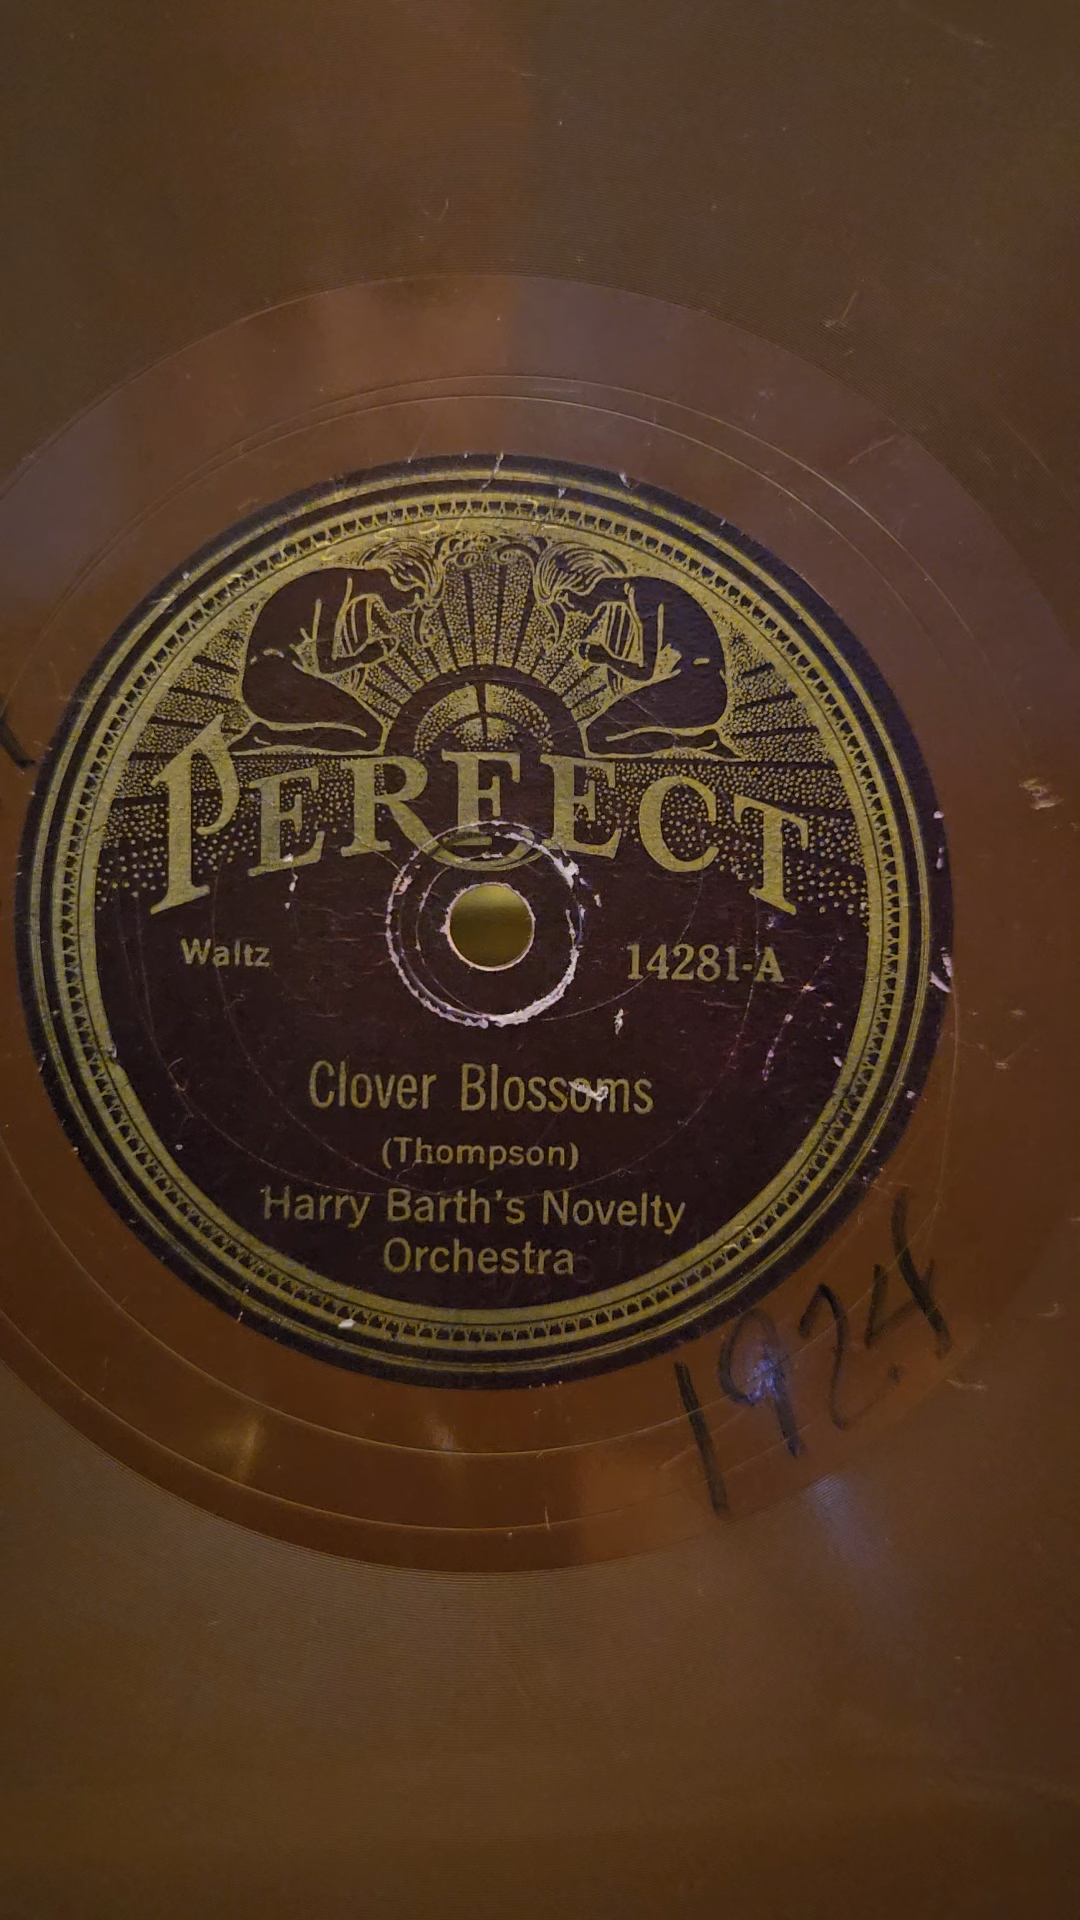 PERFECT
Waltz
14281-A
Clover Blossoms
(Thompson)
Harry Barth's Novelty
Orchestra
1924